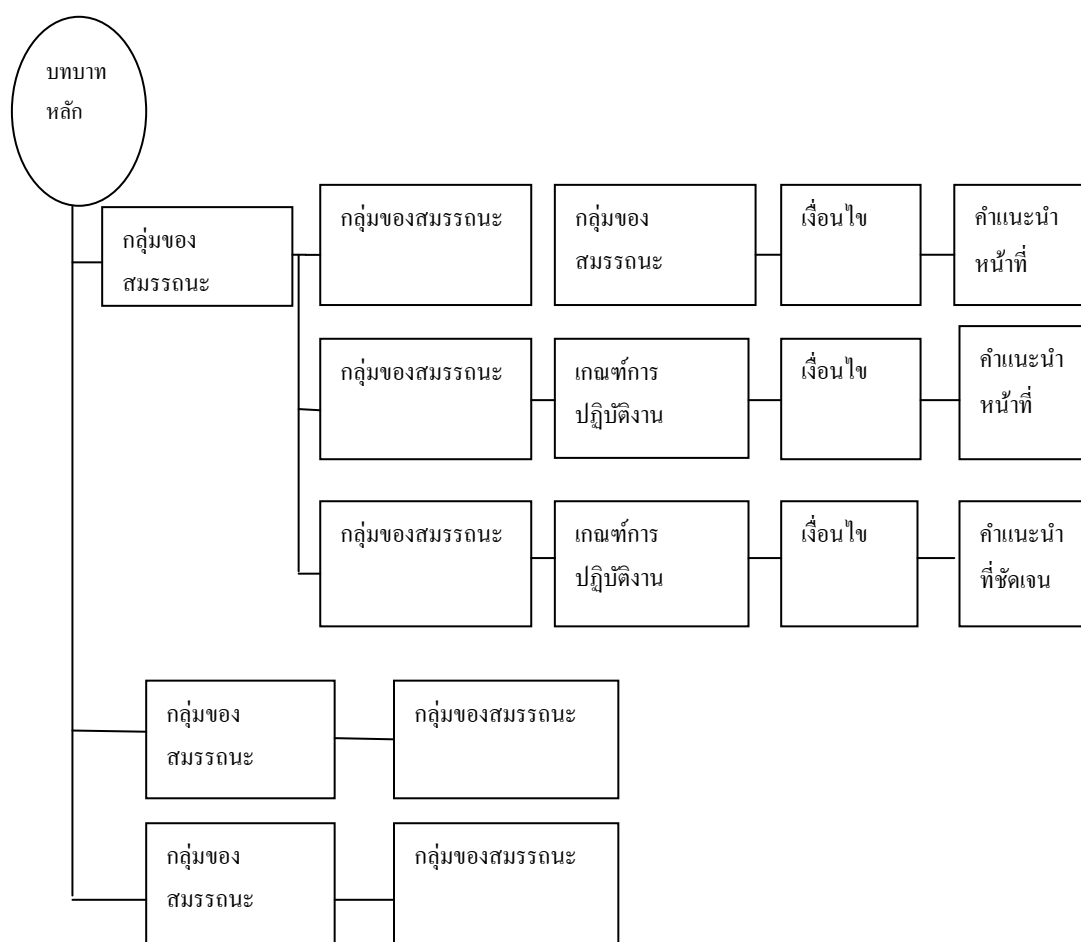 บทบาท
หลัก
กลุ่มของ
สมรรถนะ
กลุ่มของสมรรถนะ
กลุ่มของ
สมรรถนะ
เงื่อนไข
คำแนะนำ
หน้าที่
กลุ่มของสมรรถนะ
เกณฑ์การ
ปฏิบัติงาน
เงื่อนไข
คำแนะนำ
หน้าที่
กลุ่มของสมรรถนะ
เกณฑ์การ
ปฏิบัติงาน
เงื่อนไข
คำแนะนำ
ที่ชัดเจน
กลุ่มของ
สมรรถนะ
กลุ่มของสมรรถนะ
กลุ่มของ
สมรรถนะ
กลุ่มของสมรรถนะ